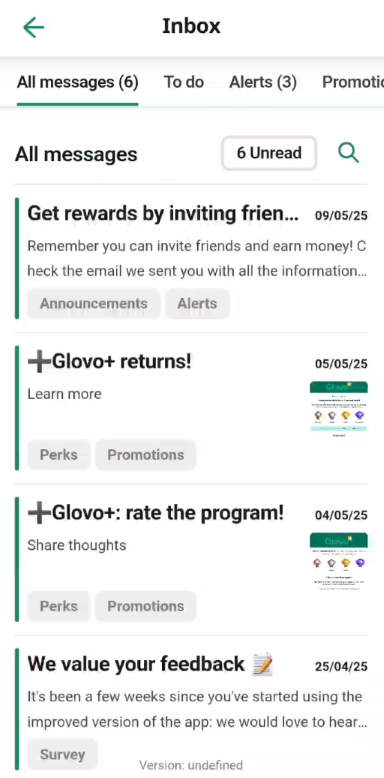 Inbox
All messages (6) To do Alerts (3) Promotic
All messages 6 Unread
Get rewards by inviting frien... 09/05/25
Remember you can invite friends and earn money! C
heck the email we sent you with all the information...
Announcements Alerts
➕Glovo+ returns! 05/05/25
Learn more
Glovo
Perks Promotions
➕Glovo+: rate the program! 04/05/25
Share thoughts
Glovo
Perks Promotions
We value your feedback 📝 25/04/25
It's been a few weeks since you've started using the
improved version of the app: we would love to hear...
Survey
Version: undefined